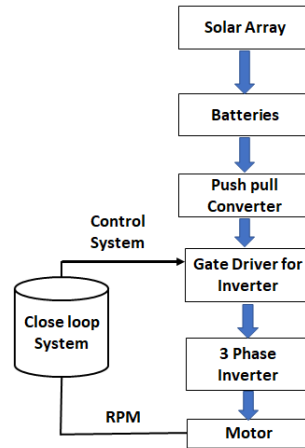 Solar Array
Batteries
Push pull
Converter
Control
System
Gate Driver for
Inverter
Close loop
System
3 Phase
Inverter
RPM
Motor